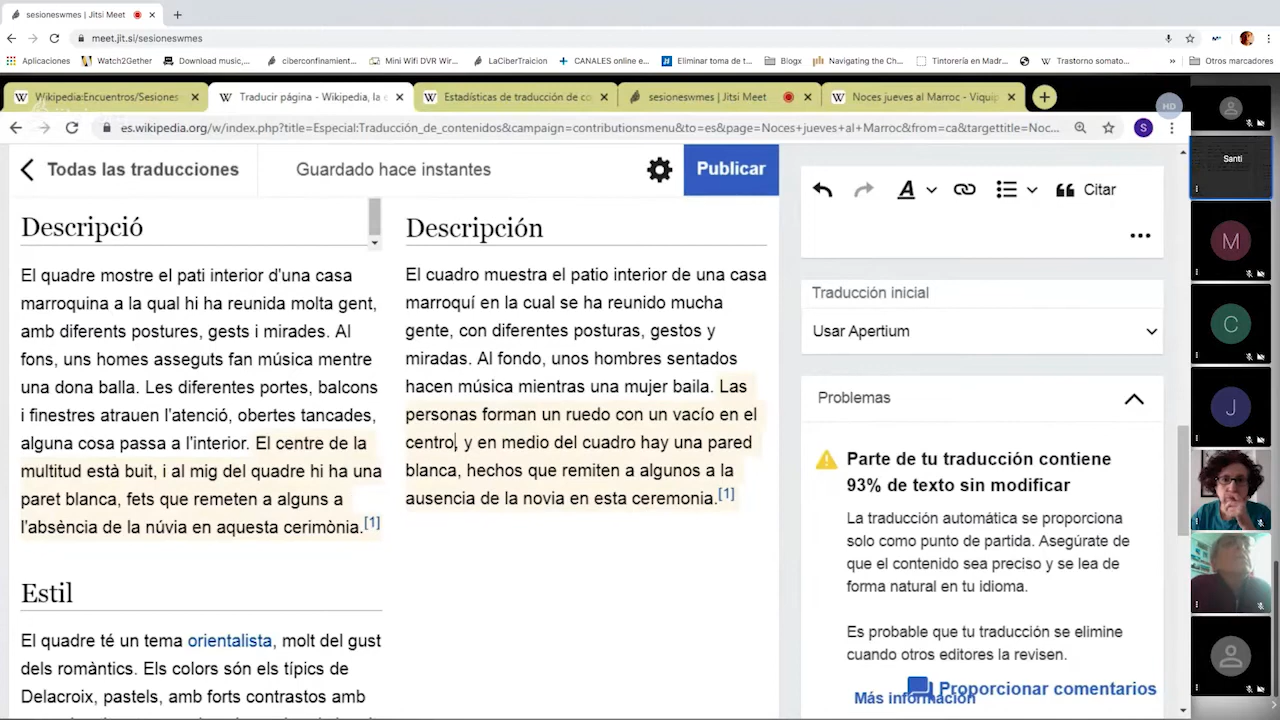 sesioneswmes | Jitsi Meet
meet.jit.si/sesioneswmes
Aplicaciones
Watch2Gether
Download music,...
ciberconfinamient...
Mini Wifi DVR Wir...
LaCiberTraicion
CANALES online e...
Eliminar toma de t...
Blogx
Navigating the Ch...
Tintorería en Madr...
Trastorno somato...
»
Otros marcadores
Wikipedia:Encuentros/Sesiones
Traducir página - Wikipedia, la
Estadísticas de traducción de co
sesioneswmes | Jitsi Meet
Noces jueves al Marroc - Viquip
HD
es.wikipedia.org/w/index.php?title=Especial:Traducción_de_contenidos&campaign=contributionsmenu&to=es&page=Noces+jueves+al+Marroc&from=ca&targettitle=Noc...
S
Todas las traducciones
Guardado hace instantes
Publicar
Descripció
El quadre mostre el pati interior d'una casa
marroquina a la qual hi ha reunida molta gent,
amb diferents postures, gests i mirades. Al
fons, uns homes asseguts fan música mentre
una dona balla. Les diferents portes, balcons
i finestres atrauen l'atenció, obertes tancades,
alguna cosa passa a l'interior. El centre de la
multitud està buit, i al mig del quadre hi ha una
paret blanca, fets que remeten a alguns a
l'absència de la núvia en aquesta cerimònia.[1]
Estil
El quadre té un tema orientalista, molt del gust
dels romàntics. Els colors són els típics de
Delacroix, pastels, amb forts contrastos amb
Descripción
El cuadro muestra el patio interior de una casa
marroquí en la cual se ha reunido mucha
gente, con diferentes posturas, gestos y
miradas. Al fondo, unos hombres sentados
hacen música mientras una mujer baila. Las
personas forman un ruedo con un vacío en el
centro, y en medio del cuadro hay una pared
blanca, hechos que remiten a algunos a la
ausencia de la novia en esta ceremonia.[1]
A
Citar
Traducción inicial
Usar Apertium
Problemas
Parte de tu traducción contiene
93% de texto sin modificar
La traducción automática se proporciona
solo como punto de partida. Asegúrate de
que el contenido sea preciso y se lea de
forma natural en tu idioma.
Es probable que tu traducción se elimine
cuando otros editores la revisen.
Más información
Proporcionar comentarios
Santi
M
C
J